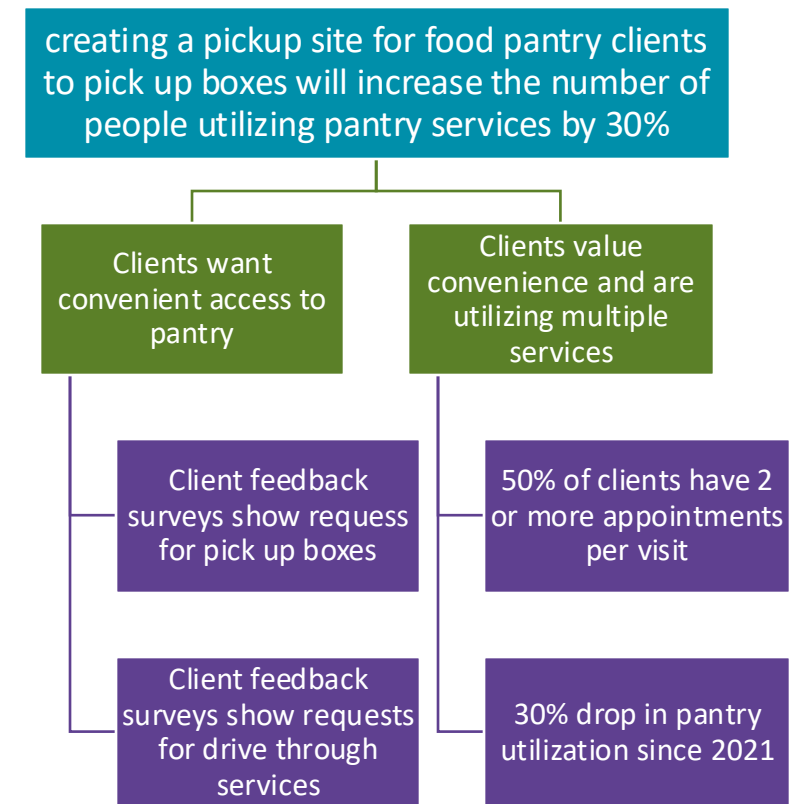 creating a pickup site for food pantry clients
to pick up boxes will increase the number of
people utilizing pantry services by 30%
Clients want
convenient access to
pantry
Client feedback
surveys show requess
for pick up boxes
Client feedback
surveys show requests
for drive through
services
Clients value
convenience and are
utilizing multiple
services
50% of clients have 2
or more appointments
per visit
30% drop in pantry
utilization since 2021